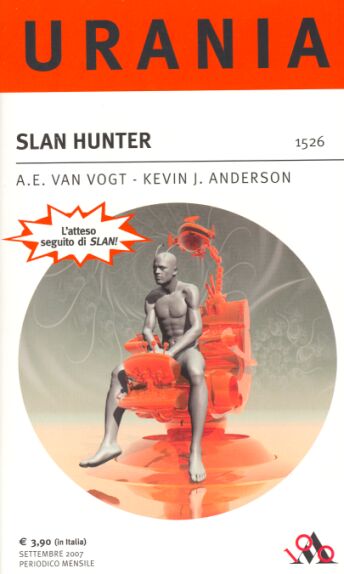 URANIA
SLAN HUNTER
1526
A.E. VAN VOGT - KEVIN J. ANDERSON
L'atteso
seguito di SLAN!
€ 3,90 (in Italia)
SETTEMBRE 2007
PERIODICO MENSILE
100